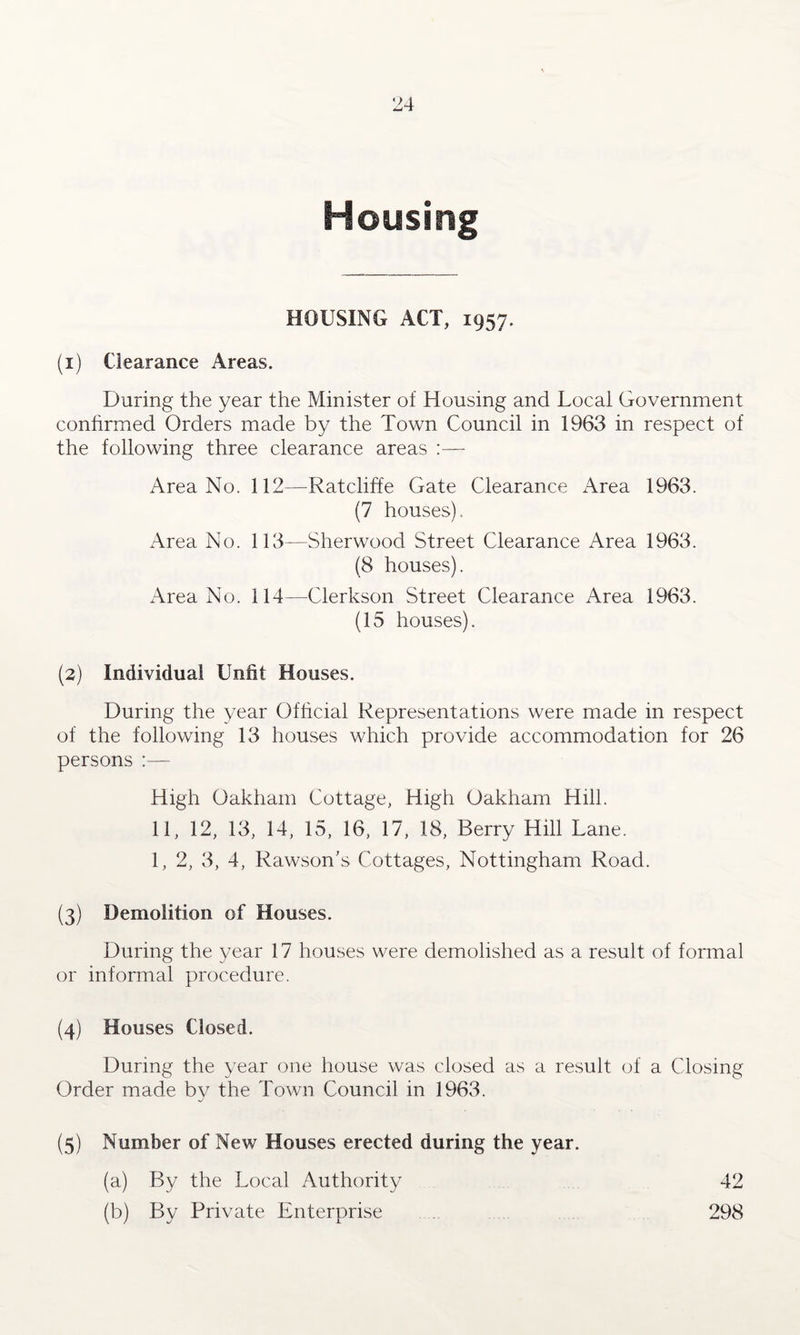 24
Housing
HOUSING ACT, 1957.
(1) Clearance Areas.
During the year the Minister of Housing and Local Government
confirmed Orders made by the Town Council in 1963 in respect of
the following three clearance areas :—
Area No. 112—Ratcliffe Gate Clearance Area 1963.
(7 houses).
Area No. 113—Sherwood Street Clearance Area 1963.
(8 houses).
Area No. 114—Clerkson Street Clearance Area 1963.
(15 houses).
(2) Individual Unfit Houses.
During the year Official Representations were made in respect
of the following 13 houses which provide accommodation for 26
persons :—
High Oakham Cottage, High Oakham Hill.
11, 12, 13, 14, 15, 16, 17, 18, Berry Hill Lane.
1, 2, 3, 4, Rawson's Cottages, Nottingham Road.
(3) Demolition of Houses.
During the year 17 houses were demolished as a result of formal
or informal procedure.
(4) Houses Closed.
During the year one house was closed as a result of a Closing
Order made by the Town Council in 1963.
(5) Number of New Houses erected during the year.
(a) By the Local Authority 42
(b) By Private Enterprise 298